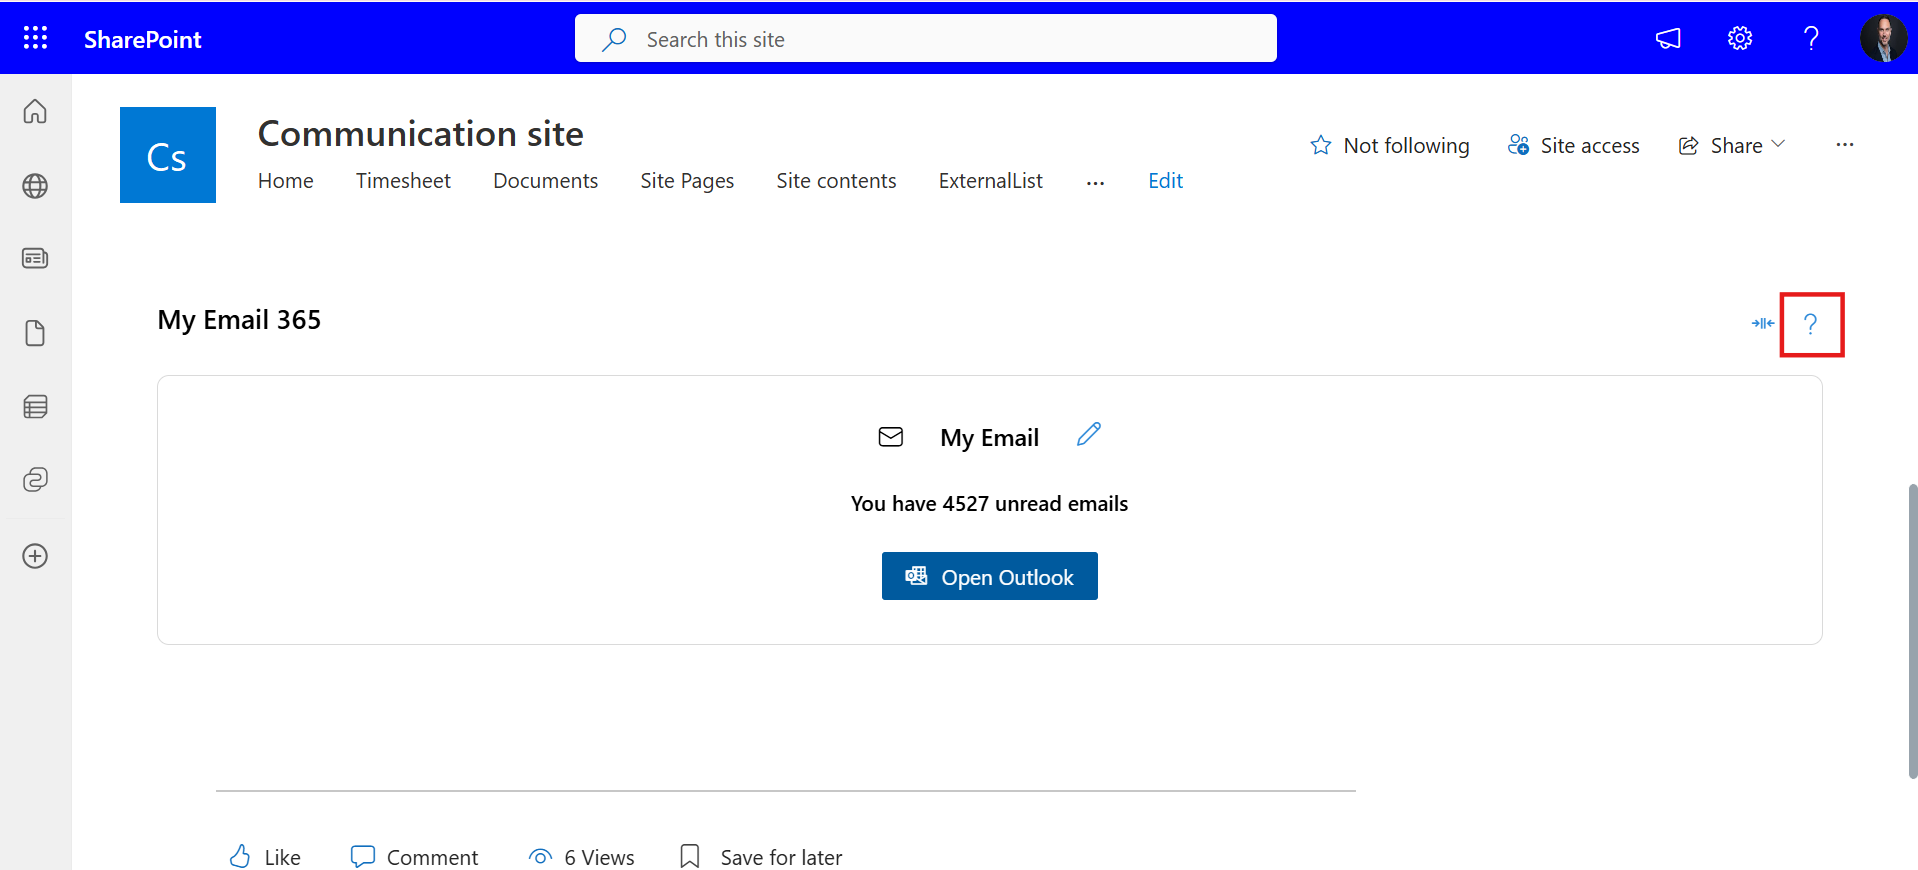 SharePoint
Search this site
Cs
Communication site
Home Timesheet Documents Site Pages Site contents ExternalList ... Edit
Not following Site access Share ...
My Email 365
?
My Email
You have 4527 unread emails
Open Outlook
Like Comment 6 Views Save for later